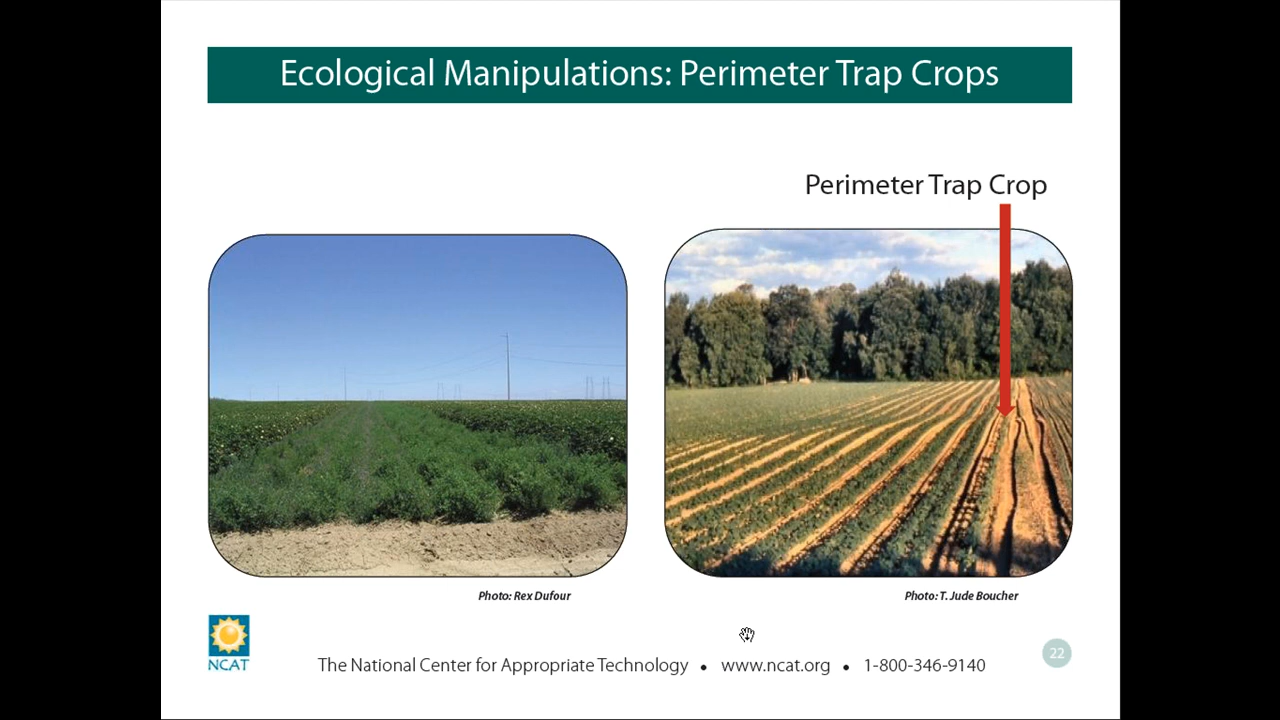 Ecological Manipulations: Perimeter Trap Crops
Perimeter Trap Crop
Photo: Rex Dufour
Photo: T. Jude Boucher
NCAT
The National Center for Appropriate Technology • www.ncat.org • 1-800-346-9140
22